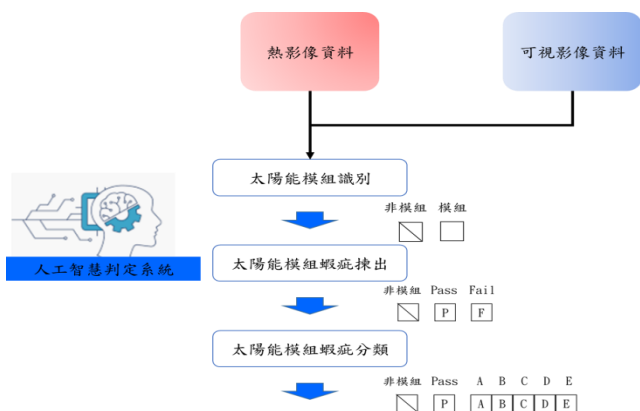 熱影像資料 可視影像資料
太陽能模組識別
非模組 模組
人工智慧判定系統
太陽能模組瑕疵揀出
非模組 Pass Fail
P F
太陽能模組瑕疵分類
非模組 Pass A B C D E
P A B C D E